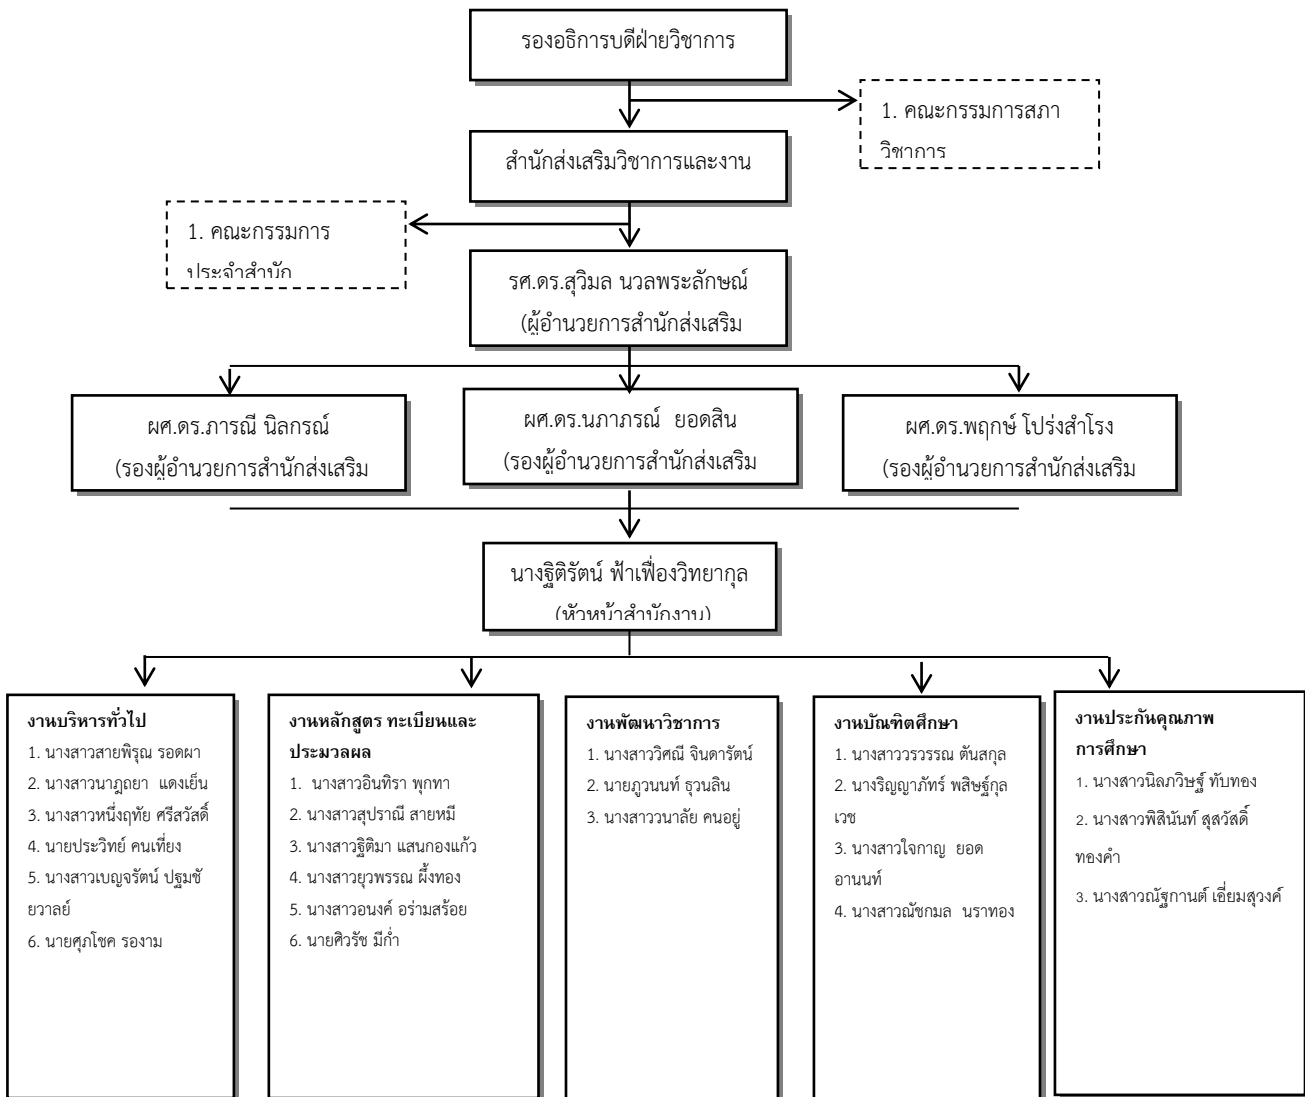 รองอธิการบดีฝ่ายวิชาการ
1. คณะกรรมการสภา
วิชาการ
สำนักส่งเสริมวิชาการและงาน
1. คณะกรรมการ
ประจำสำนัก
รศ.ดร.สุวิมล นวลพระลักษณ์
(ผู้อำนวยการสำนักส่งเสริม
ผศ.ดร.ภารณี นิลกรณ์
(รองผู้อำนวยการสำนักส่งเสริม
ผศ.ดร.นภาภรณ์ ยอดสิน
(รองผู้อำนวยการสำนักส่งเสริม
ผศ.ดร.พฤกษ์ โปร่งสำโรง
(รองผู้อำนวยการสำนักส่งเสริม
นางฐิติรัตน์ ฟ้าเฟื่องวิทยากุล
(หัวหน้าสำนักงาน)
งานบริหารทั่วไป
1. นางสาวสายพิรุณ รอดผา
2. นางสาวนาฎถยา แดงเย็น
3. นางสาวหนึ่งฤทัย ศรีสวัสดิ์
4. นายประวิทย์ คนเที่ยง
5. นางสาวเบญจรัตน์ ปฐมชั
ยวาลย์
6. นายศุภโชค รองาม
งานหลักสูตร ทะเบียนและ
ประมวลผล
1. นางสาวอินทิรา พุกทา
2. นางสาวสุปราณี สายหมี
3. นางสาวฐิติมา แสนกองแก้ว
4. นางสาวยุวพรรณ ผึ้งทอง
5. นางสาวอนงค์ อร่ามสร้อย
6. นายศิวรัช มีก่ำ
งานพัฒนาวิชาการ
1. นางสาววิศณี จินดารัตน์
2. นายภูวนนท์ ธุวนลิน
3. นางสาววนาลัย คนอยู่
งานบัณฑิตศึกษา
1. นางสาววรวรรณ ตันสกุล
2. นางริญญาภัทร์ พสิษฐ์กุล
เวช
3. นางสาวใจกาญ ยอด
อานนท์
4. นางสาวณัชกมล นราทอง
งานประกันคุณภาพ
การศึกษา
1. นางสาวนิลภวิษฐ์ ทับทอง
2. นางสาวพิสินันท์ สุสวัสดิ์
ทองคำ
3. นางสาวณัฐกานต์ เอี่ยมสุวงค์